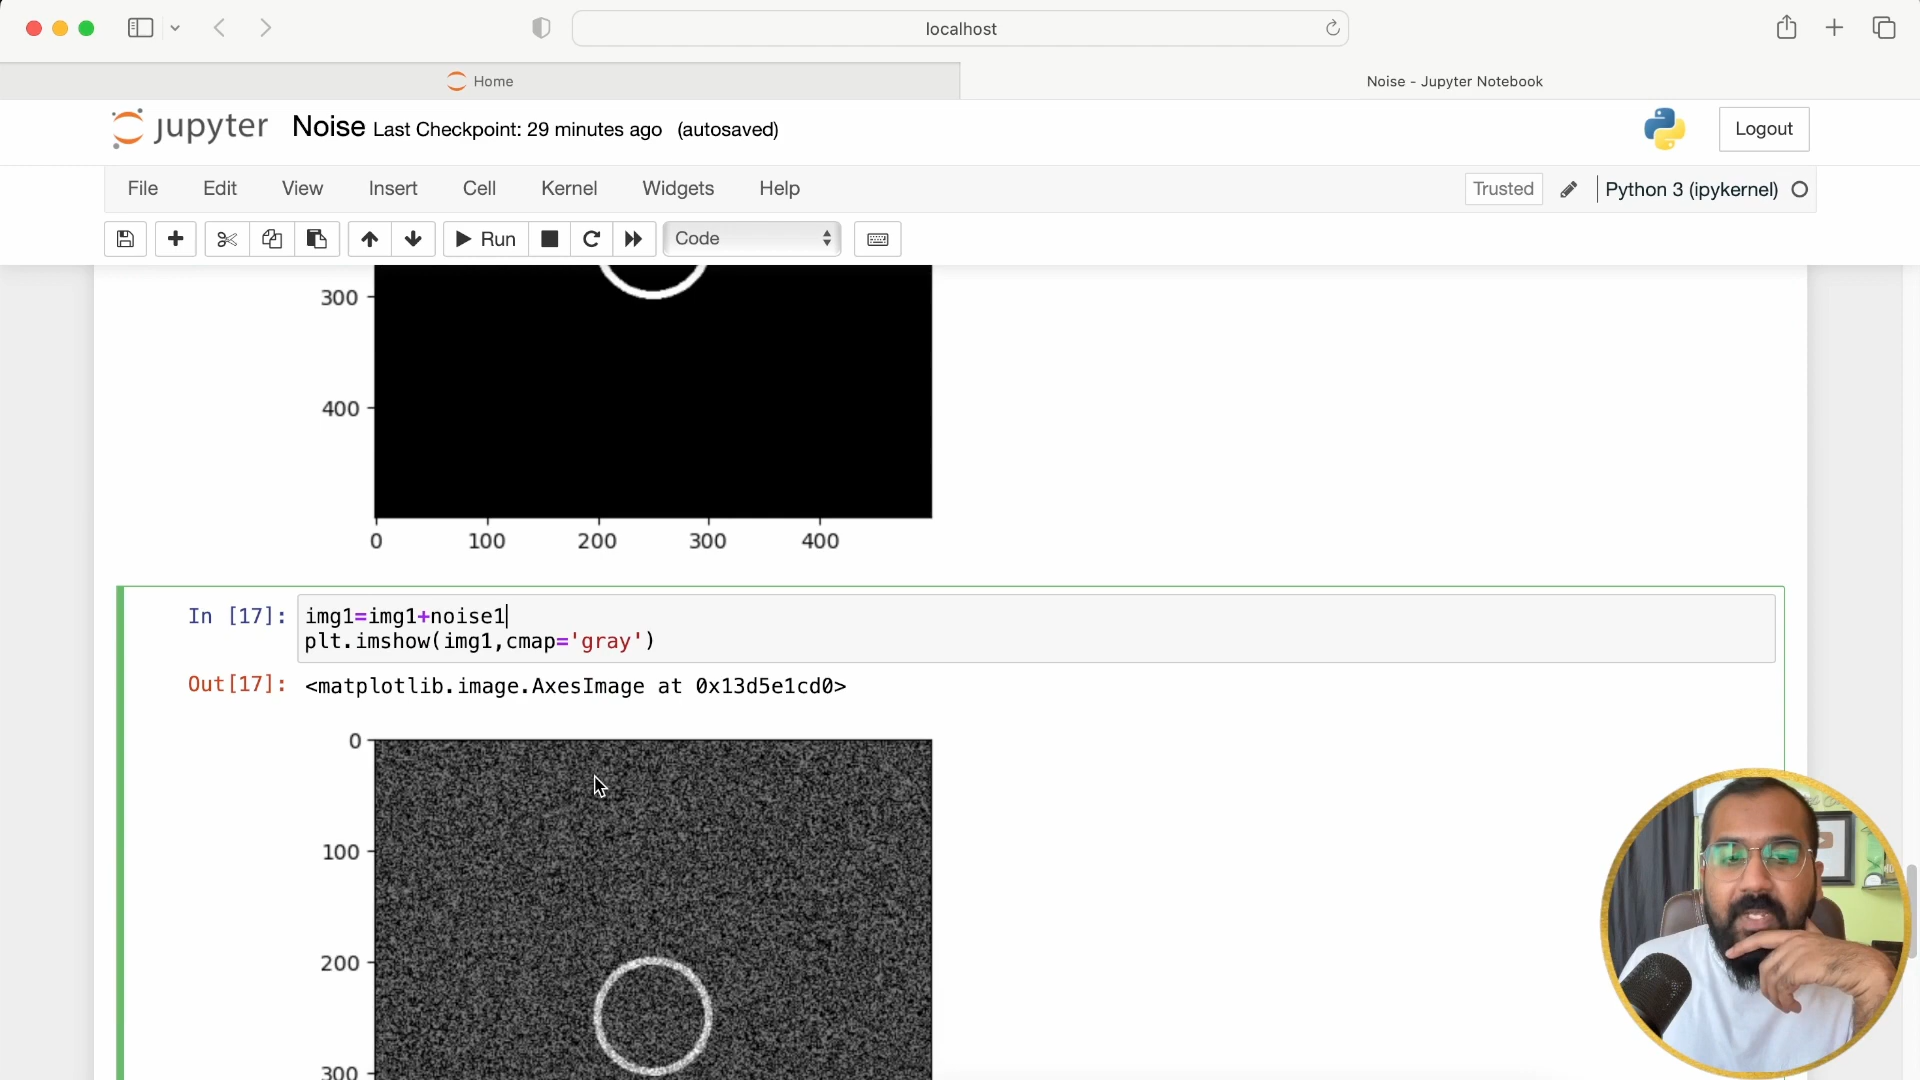 localhost
Home
Noise - Jupyter Notebook
jupyter Noise Last Checkpoint: 29 minutes ago (autosaved)
Logout
File Edit View Insert Cell Kernel Widgets Help
Trusted Python 3 (ipykernel)
Run Code
300
400
0 100 200 300 400
In [17]: img1=img1+noise1
plt.imshow(img1,cmap='gray')
Out[17]: <matplotlib.image.AxesImage at 0x13d5e1cd0>
0
100
200
300